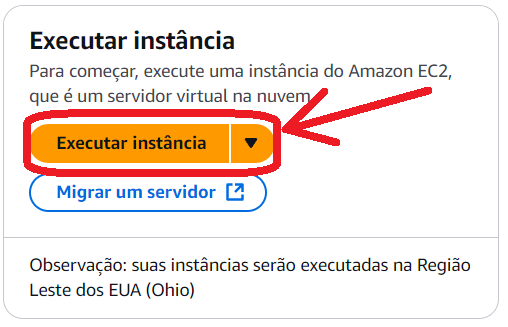 Executar instância
Para começar, execute uma instância do Amazon EC2,
que é um servidor virtual na nuvem
Executar instância
Migrar um servidor
Observação: suas instâncias serão executadas na Região
Leste dos EUA (Ohio)